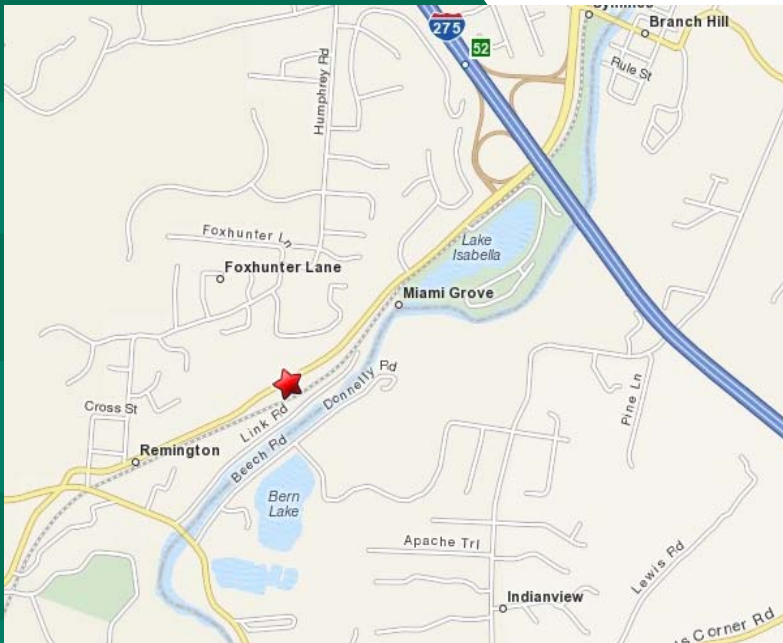 Symmes
Branch Hill
275
52
Rule St
Humphrey Rd
Foxhunter Ln
Lake
Isabella
Foxhunter Lane
Miami Grove
Donnelly Rd
Pine Ln
Cross St
Link Rd
Beech Rd
Remington
Bern
Lake
Apache Trl
Lewis Rd
Indianview
Corner Rd